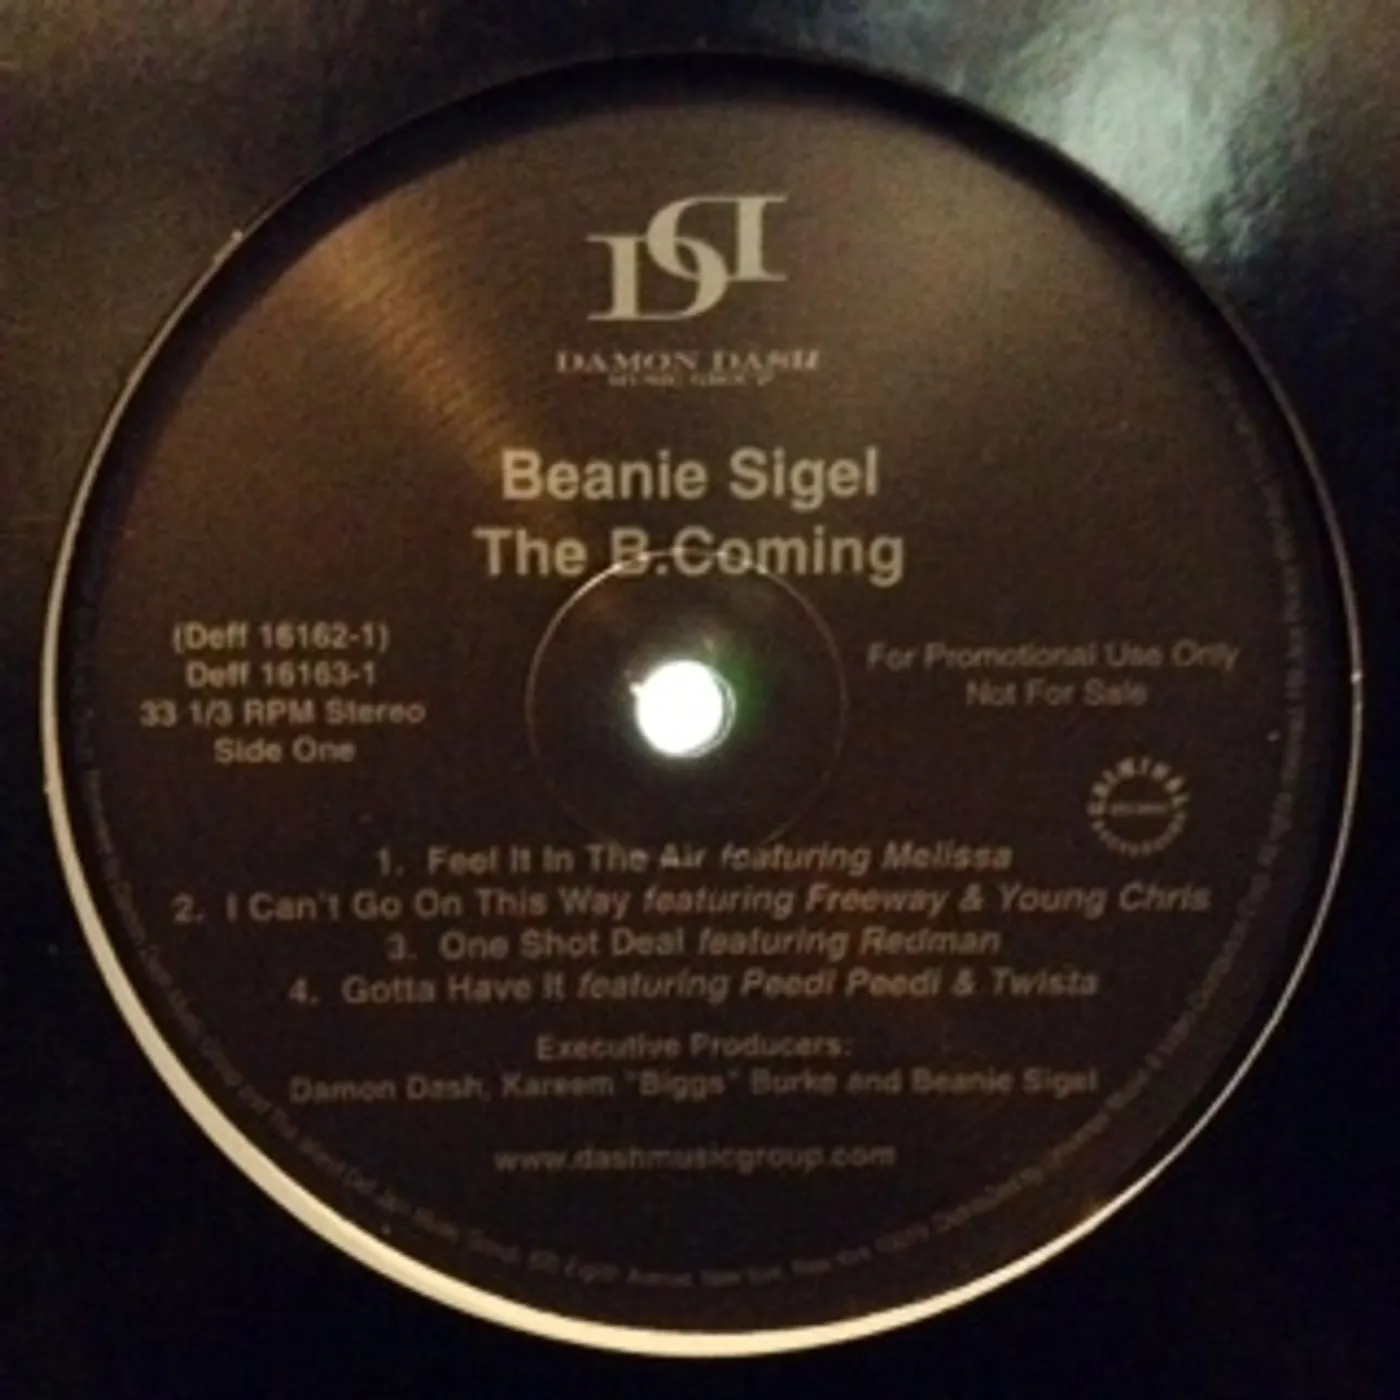 DAMON DASH
MUSIC GROUP
Beanie Sigel
The B.Coming
(Deff 16162-1)
Deff 16163-1
33 1/3 RPM Stereo
Side One
For Promotional Use Only
Not For Sale
CRIMINAL
1. Feel It In The Air featuring Melissa
2. I Can't Go On This Way featuring Freeway & Young Chris
3. One Shot Deal featuring Redman
4. Gotta Have It featuring Peedi Peedi & Twista
Executive Producers:
Damon Dash, Kareem "Biggs" Burke and Beanie Sigel
www.dashmusicgroup.com